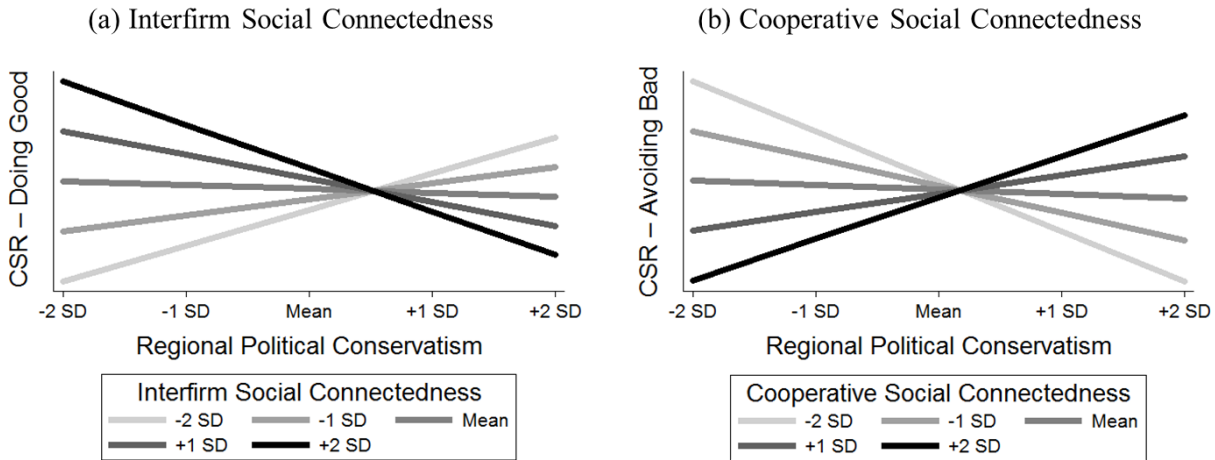 (a) Interfirm Social Connectedness
CSR – Doing Good
-2 SD -1 SD Mean +1 SD +2 SD
Regional Political Conservatism
Interfirm Social Connectedness
-2 SD -1 SD Mean
+1 SD +2 SD
(b) Cooperative Social Connectedness
CSR – Avoiding Bad
-2 SD -1 SD Mean +1 SD +2 SD
Regional Political Conservatism
Cooperative Social Connectedness
-2 SD -1 SD Mean
+1 SD +2 SD